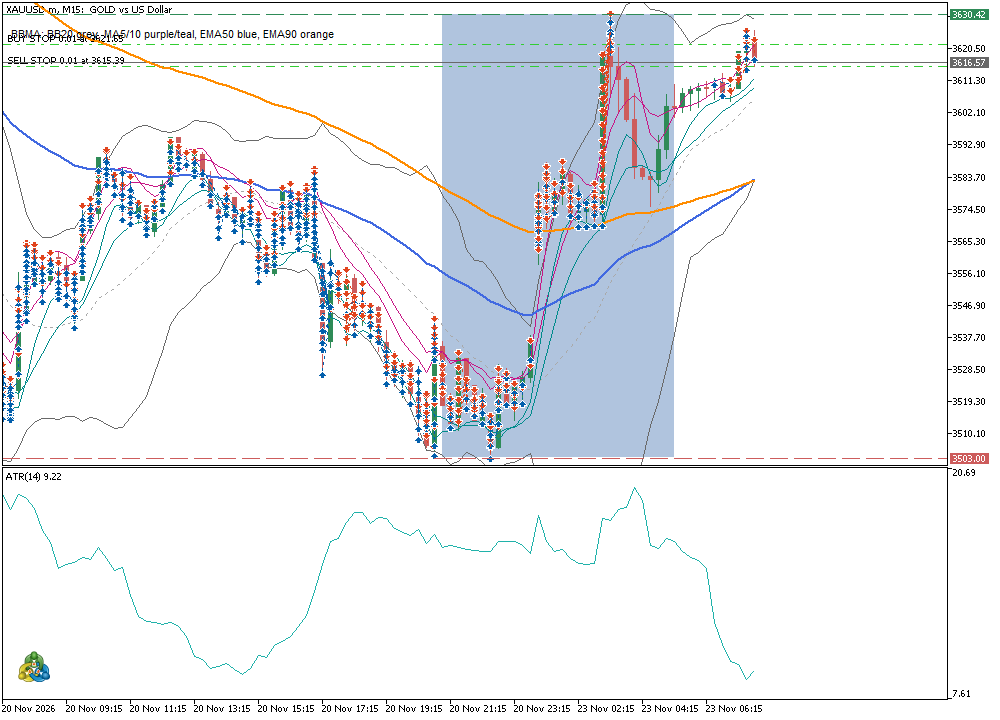 XAUUSD m, M15: GOLD vs US Dollar
BBMA: BB20 grey, MA5/10 purple/teal, EMA50 blue, EMA90 orange
BUY STOP 0.01 at 3621.65
SELL STOP 0.01 at 3615.39
3630.42
3620.50
3616.57
3611.30
3602.10
3592.90
3583.70
3574.50
3565.30
3556.10
3546.90
3537.70
3528.50
3519.30
3510.10
3503.00
ATR(14) 9.22
20.69
7.61
20 Nov 2026
20 Nov 09:15
20 Nov 11:15
20 Nov 13:15
20 Nov 15:15
20 Nov 17:15
20 Nov 19:15
20 Nov 21:15
20 Nov 23:15
23 Nov 02:15
23 Nov 04:15
23 Nov 06:15